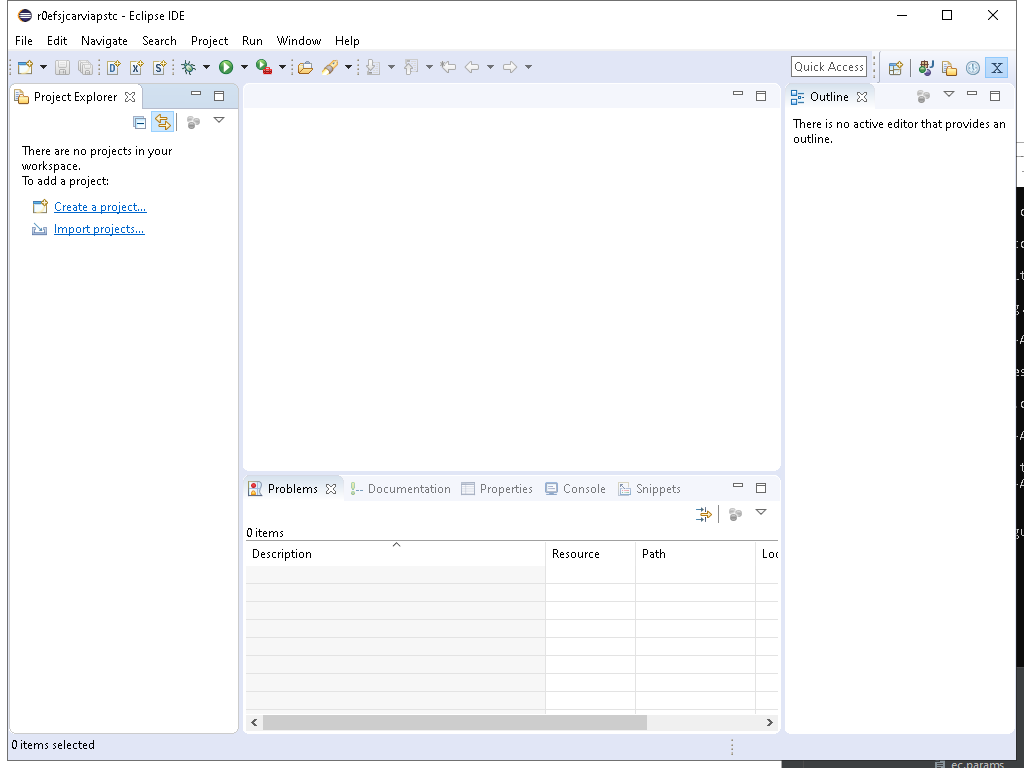 r0efsjcarviapstc - Eclipse IDE
File Edit Navigate Search Project Run Window Help
Quick Access
Project Explorer
Outline
There is no active editor that provides an
outline.
There are no projects in your
workspace.
To add a project:
Create a project...
Import projects...
Problems Documentation Properties Console Snippets
0 items
Description Resource Path Loc
0 items selected
ec.params